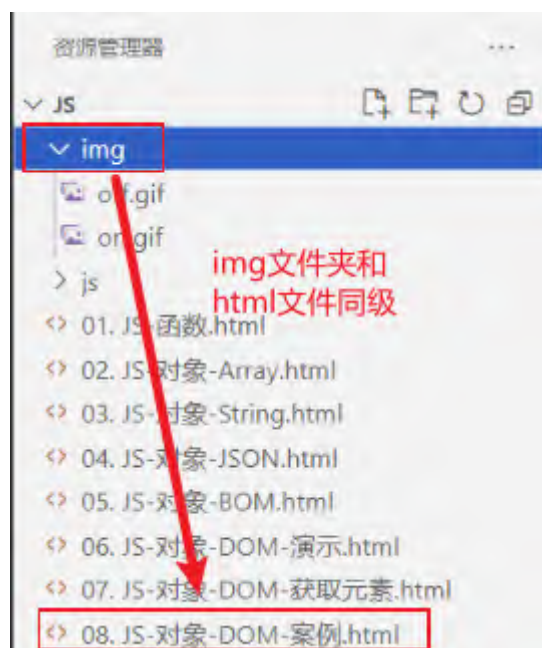 资源管理器
JS
img
off.gif
on.gif
img文件夹和
html文件同级
js
01. JS-函数.html
02. JS-对象-Array.html
03. JS-对象-String.html
04. JS-对象-JSON.html
05. JS-对象-BOM.html
06. JS-对象-DOM-演示.html
07. JS-对象-DOM-获取元素.html
08. JS-对象-DOM-案例.html